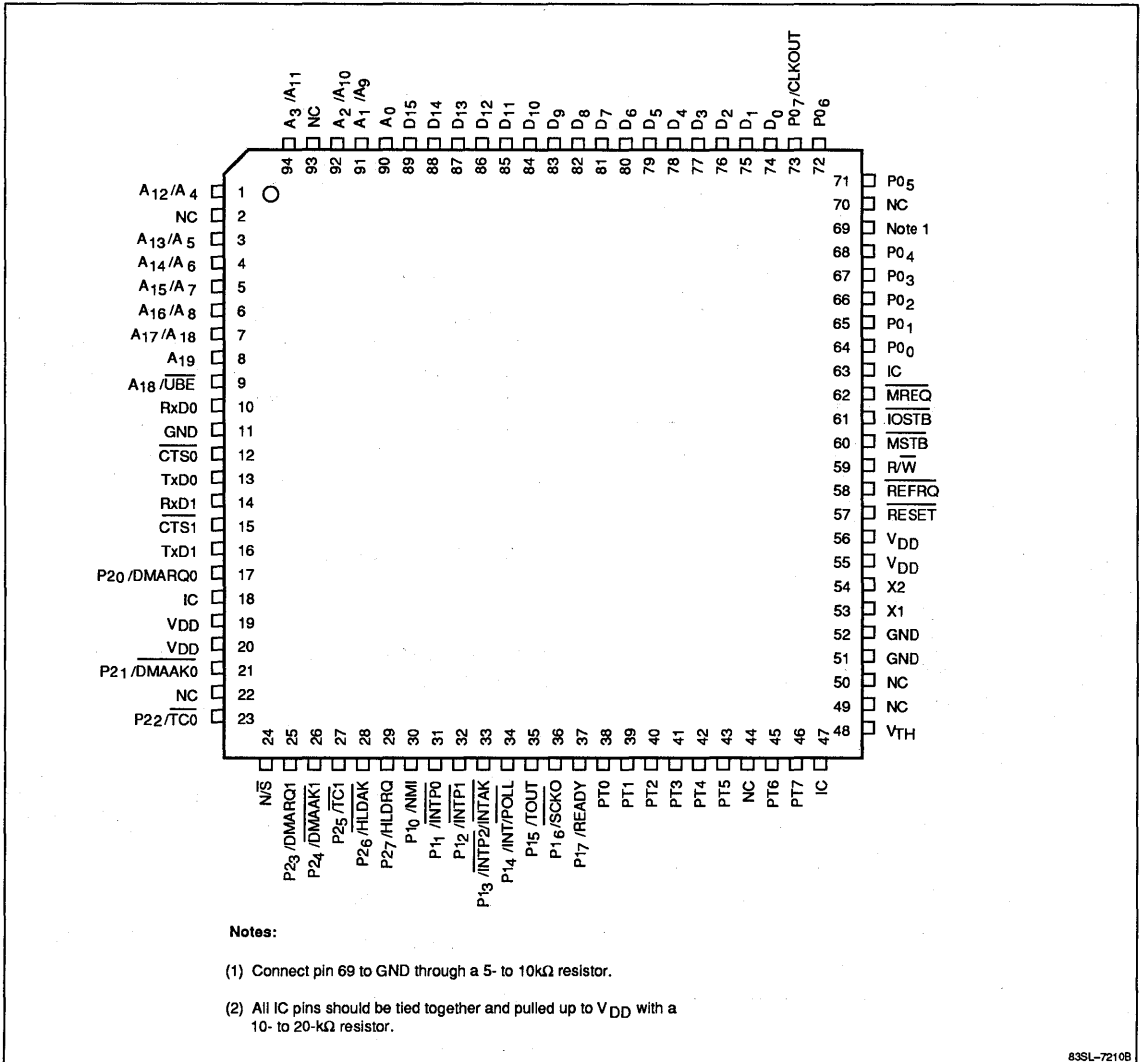 A3 /A11
NC
A2 /A10
A1 /A9
A0
D15
D14
D13
D12
D11
D10
D9
D8
D7
D6
D5
D4
D3
D2
D1
D0
P07/CLKOUT
P06
94
93
92
91
90
89
88
87
86
85
84
83
82
81
80
79
78
77
76
75
74
73
72
A12/A4 1
NC 2
A13/A5 3
A14/A6 4
A15/A7 5
A16/A8 6
A17/A18 7
A19 8
A18/UBE 9
RxD0 10
GND 11
CTS0 12
TxD0 13
RxD1 14
CTS1 15
TxD1 16
P20/DMARQ0 17
IC 18
VDD 19
VDD 20
P21/DMAAK0 21
NC 22
P22/TC0 23
71 P05
70 NC
69 Note 1
68 P04
67 P03
66 P02
65 P01
64 P00
63 IC
62 MREQ
61 IOSTB
60 MSTB
59 R/W
58 REFRQ
57 RESET
56 VDD
55 VDD
54 X2
53 X1
52 GND
51 GND
50 NC
49 NC
48 VTH
24
25
26
27
28
29
30
31
32
33
34
35
36
37
38
39
40
41
42
43
44
45
46
47
N/S
P23/DMARQ1
P24/DMAAK1
P25/TC1
P26/HLDAK
P27/HLDRQ
P10/NMI
P11/INTP0
P12/INTP1
P13/INTP2/INTAK
P14/INT/POLL
P15/TOUT
P16/SCKO
P17/READY
PT0
PT1
PT2
PT3
PT4
PT5
NC
PT6
PT7
IC
Notes:
(1) Connect pin 69 to GND through a 5- to 10kΩ resistor.
(2) All IC pins should be tied together and pulled up to VDD with a
10- to 20-kΩ resistor.
83SL–7210B